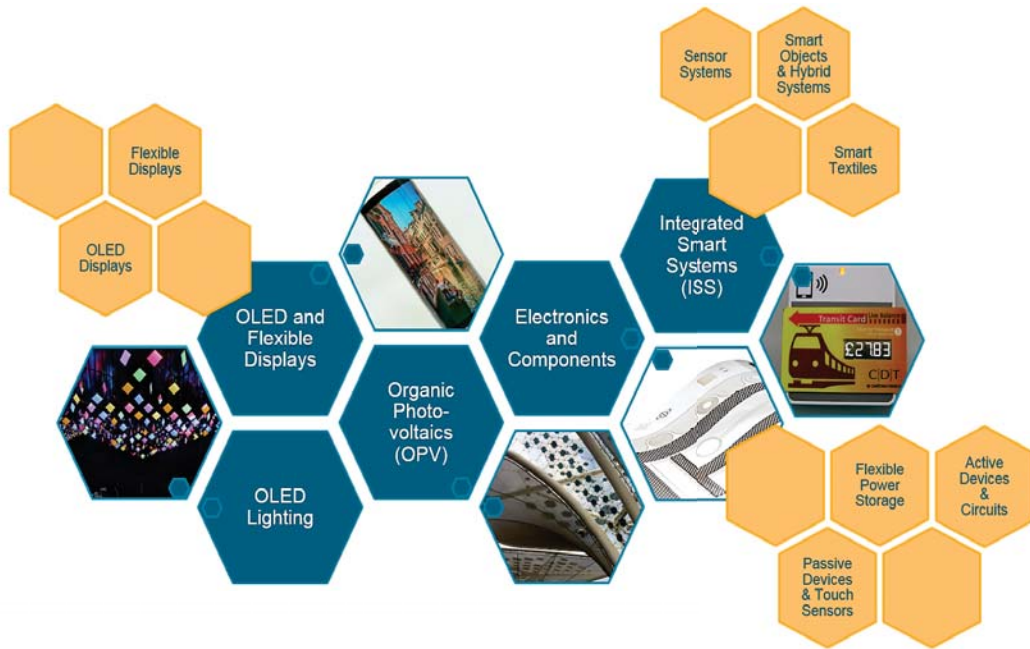 Sensor
Systems
Smart
Objects
& Hybrid
Systems
Smart
Textiles
Flexible
Displays
OLED
Displays
OLED and
Flexible
Displays
Electronics
and
Components
Integrated
Smart
Systems
(ISS)
Transit Card
£27.83
CDT
Organic
Photo-
voltaics
(OPV)
OLED
Lighting
Flexible
Power
Storage
Active
Devices
&
Circuits
Passive
Devices
& Touch
Sensors